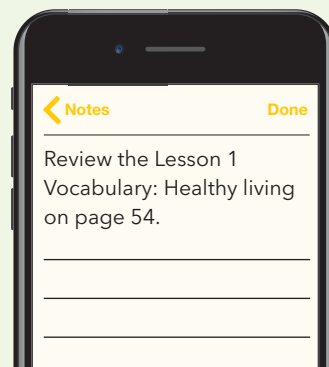 Notes Done
Review the Lesson 1
Vocabulary: Healthy living
on page 54.